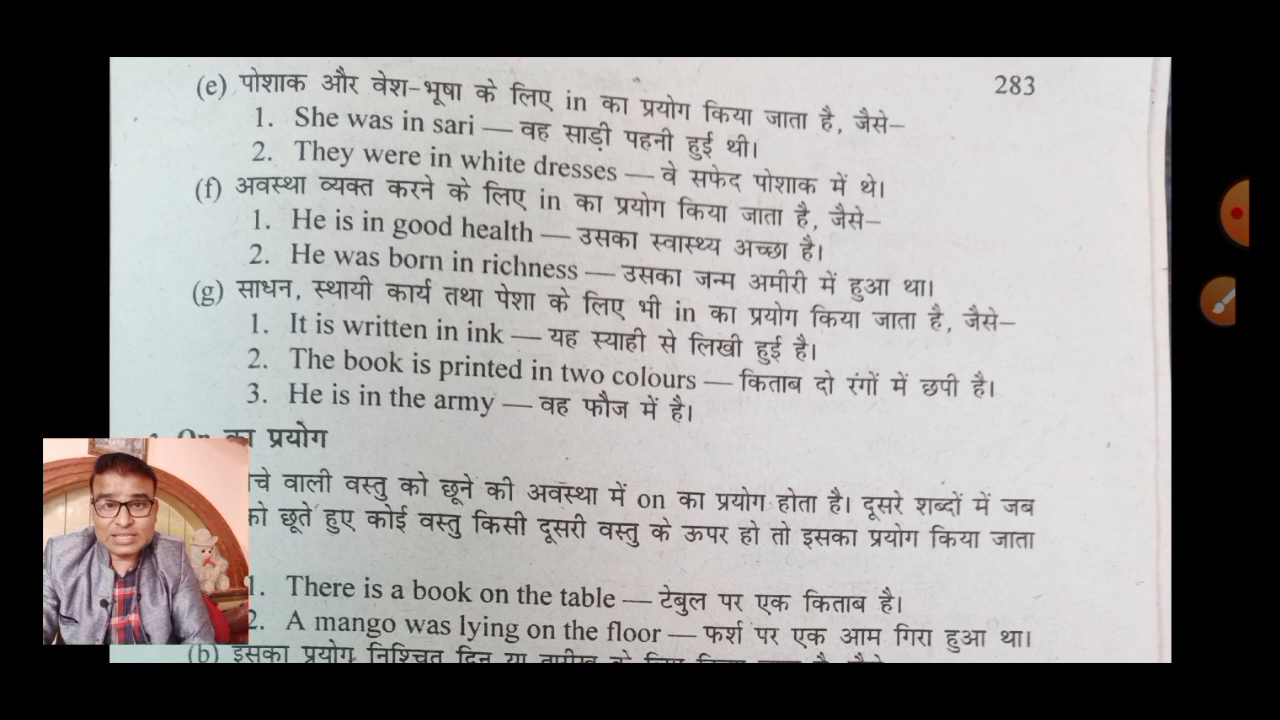 283
(e) पोशाक और वेश-भूषा के लिए in का प्रयोग किया जाता है, जैसे–
1. She was in sari — वह साड़ी पहनी हुई थी।
2. They were in white dresses — वे सफेद पोशाक में थे।
(f) अवस्था व्यक्त करने के लिए in का प्रयोग किया जाता है, जैसे–
1. He is in good health — उसका स्वास्थ्य अच्छा है।
2. He was born in richness — उसका जन्म अमीरी में हुआ था।
(g) साधन, स्थायी कार्य तथा पेशा के लिए भी in का प्रयोग किया जाता है, जैसे–
1. It is written in ink — यह स्याही से लिखी हुई है।
2. The book is printed in two colours — किताब दो रंगों में छपी है।
3. He is in the army — वह फौज में है।
On का प्रयोग
वाली वस्तु को छूने की अवस्था में on का प्रयोग होता है। दूसरे शब्दों में जब
को छूते हुए कोई वस्तु किसी दूसरी वस्तु के ऊपर हो तो इसका प्रयोग किया जाता
1. There is a book on the table — टेबुल पर एक किताब है।
2. A mango was lying on the floor — फर्श पर एक आम गिरा हुआ था।
(b) इसका प्रयोग निश्चित दिन या